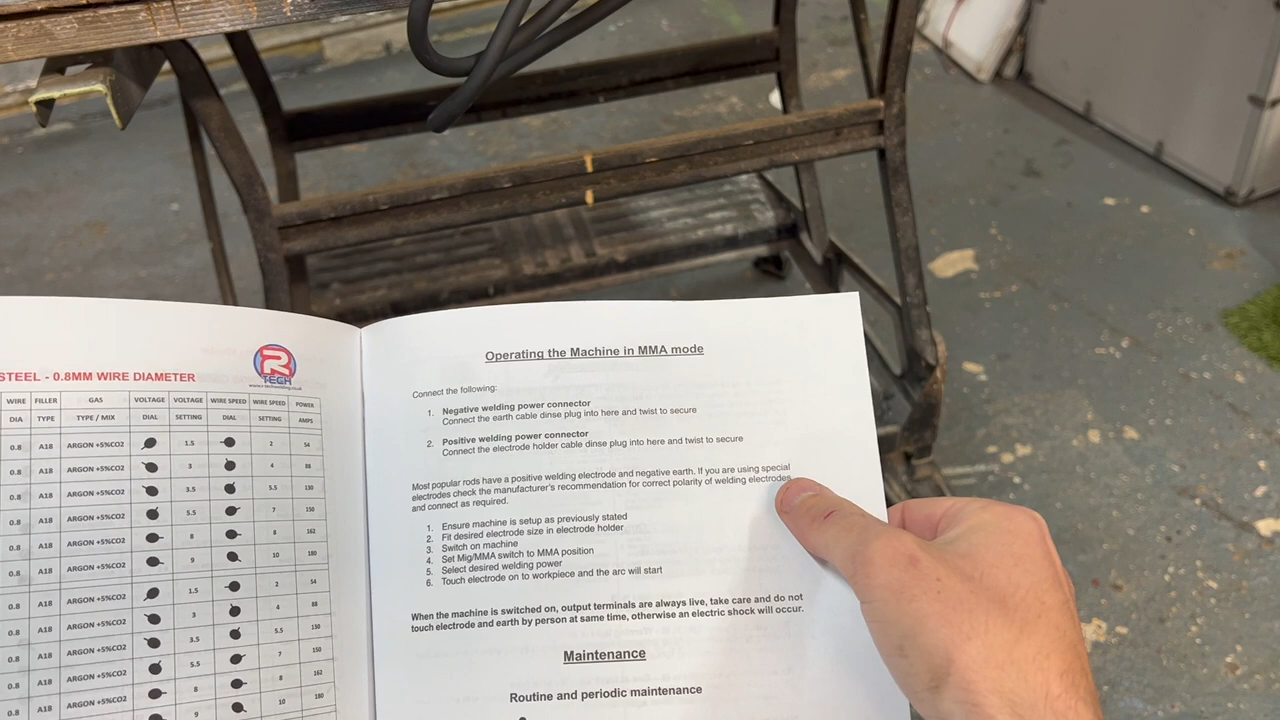 STEEL - 0.8MM WIRE DIAMETER
R
TECH
www.r-techwelding.co.uk
WIRE FILLER GAS VOLTAGE VOLTAGE WIRE SPEED WIRE SPEED POWER
DIA TYPE TYPE / MIX DIAL SETTING DIAL SETTING AMPS
0.8 A18 ARGON +5%CO2 1.5 2 54
0.8 A18 ARGON +5%CO2 3 4 88
0.8 A18 ARGON +5%CO2 3.5 5.5 130
0.8 A18 ARGON +5%CO2 5.5 7 150
0.8 A18 ARGON +5%CO2 8 8 162
0.8 A18 ARGON +5%CO2 9 10 180
0.8 A18 ARGON +5%CO2 1.5 2 54
0.8 A18 ARGON +5%CO2 3 4 88
0.8 A18 ARGON +5%CO2 3.5 5.5 130
0.8 A18 ARGON +5%CO2 5.5 7 150
0.8 A18 ARGON +5%CO2 8 8 162
0.8 A18 ARGON +5%CO2 9 10 180
Operating the Machine in MMA mode
Connect the following:
1. Negative welding power connector
Connect the earth cable dinse plug into here and twist to secure
2. Positive welding power connector
Connect the electrode holder cable dinse plug into here and twist to secure
Most popular rods have a positive welding electrode and negative earth. If you are using special
electrodes check the manufacturer's recommendation for correct polarity of welding electrodes
and connect as required.
1. Ensure machine is setup as previously stated
2. Fit desired electrode size in electrode holder
3. Switch on machine
4. Set Mig/MMA switch to MMA position
5. Select desired welding power
6. Touch electrode on to workpiece and the arc will start
When the machine is switched on, output terminals are always live, take care and do not
touch electrode and earth by person at same time, otherwise an electric shock will occur.
Maintenance
Routine and periodic maintenance